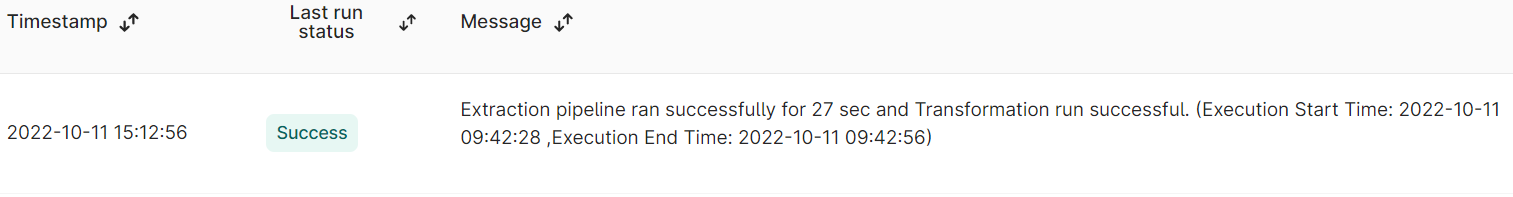 Timestamp
Last run
status
Message
2022-10-11 15:12:56
Success
Extraction pipeline ran successfully for 27 sec and Transformation run successful. (Execution Start Time: 2022-10-11
09:42:28 ,Execution End Time: 2022-10-11 09:42:56)